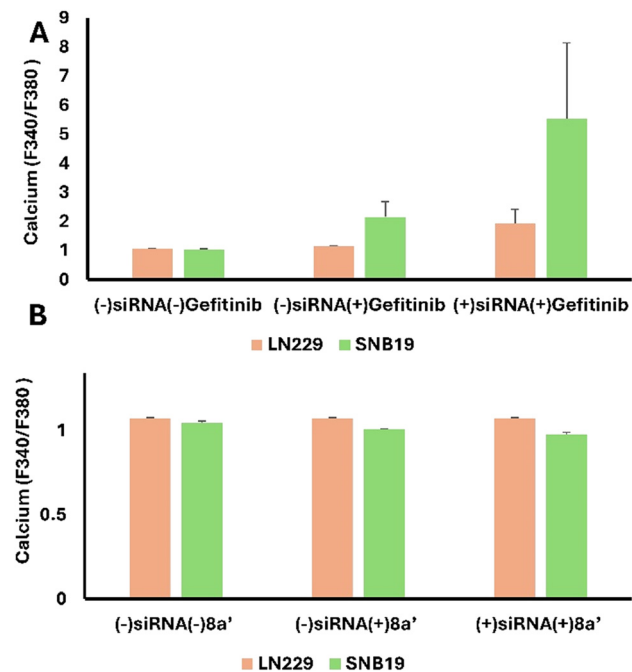 A
9
8
7
6
5
4
3
2
1
0
Calcium (F340/F380)
(-)siRNA(-)Gefitinib (-)siRNA(+)Gefitinib (+)siRNA(+)Gefitinib
LN229 SNB19
B
1
0.5
0
Calcium (F340/F380)
(-)siRNA(-)8a' (-)siRNA(+)8a' (+)siRNA(+)8a'
LN229 SNB19